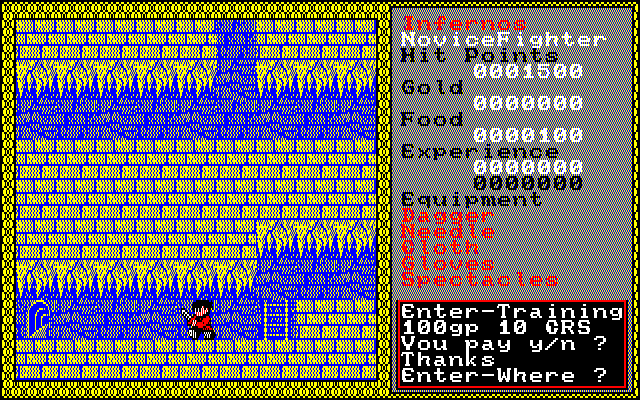 Infernos
NoviceFighter
Hit Points
0001500
Gold
0000000
Food
0000100
Experience
0000000
0000000
Equipment
Dagger
Needle
Cloth
Gloves
Spectacles
Enter-Training
100gp 10 CRS
You pay y/n ?
Thanks
Enter-Where ?